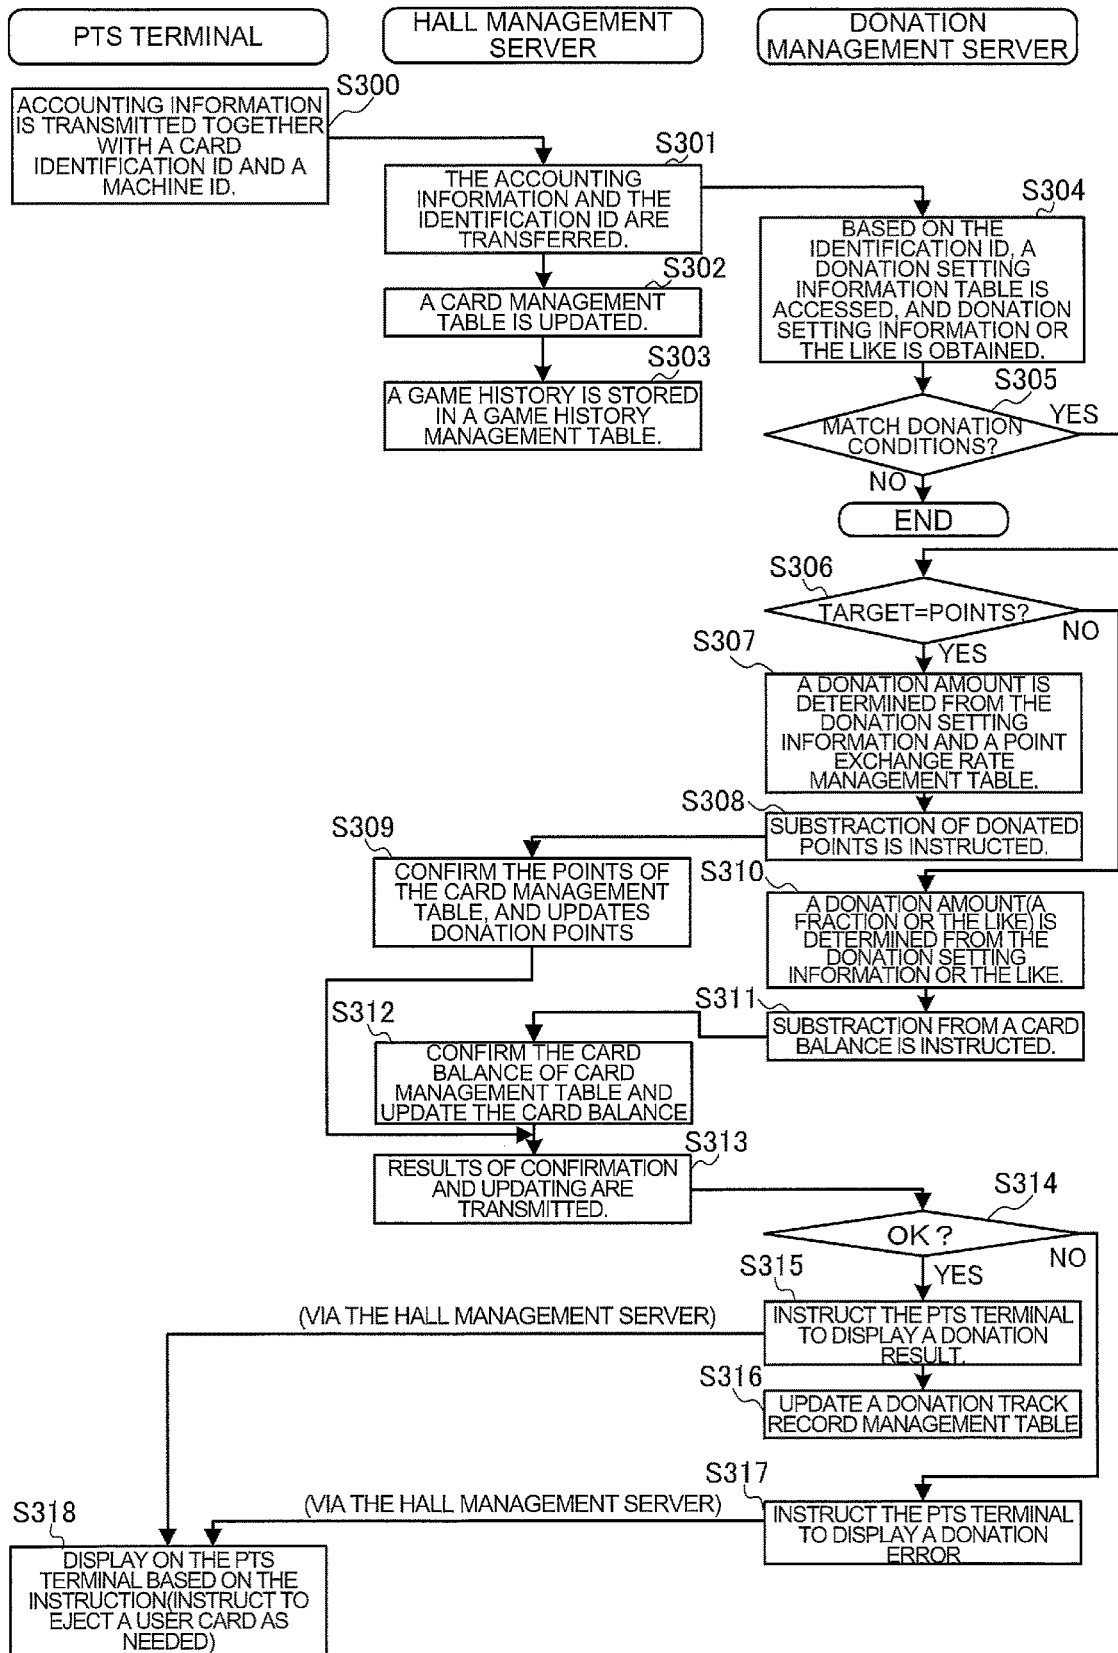 PTS TERMINAL
HALL MANAGEMENT
SERVER
DONATION
MANAGEMENT SERVER
S300
ACCOUNTING INFORMATION
IS TRANSMITTED TOGETHER
WITH A CARD
IDENTIFICATION ID AND A
MACHINE ID.
S301
THE ACCOUNTING
INFORMATION AND THE
IDENTIFICATION ID ARE
TRANSFERRED.
S302
A CARD MANAGEMENT
TABLE IS UPDATED.
S303
A GAME HISTORY IS STORED
IN A GAME HISTORY
MANAGEMENT TABLE.
S304
BASED ON THE
IDENTIFICATION ID, A
DONATION SETTING
INFORMATION TABLE IS
ACCESSED, AND DONATION
SETTING INFORMATION OR
THE LIKE IS OBTAINED.
S305
MATCH DONATION
CONDITIONS?
YES
NO
END
S306
TARGET=POINTS?
NO
YES
S307
A DONATION AMOUNT IS
DETERMINED FROM THE
DONATION SETTING
INFORMATION AND A POINT
EXCHANGE RATE
MANAGEMENT TABLE.
S308
SUBSTRACTION OF DONATED
POINTS IS INSTRUCTED.
S309
CONFIRM THE POINTS OF
THE CARD MANAGEMENT
TABLE, AND UPDATES
DONATION POINTS
S310
A DONATION AMOUNT(A
FRACTION OR THE LIKE) IS
DETERMINED FROM THE
DONATION SETTING
INFORMATION OR THE LIKE.
S311
SUBSTRACTION FROM A CARD
BALANCE IS INSTRUCTED.
S312
CONFIRM THE CARD
BALANCE OF CARD
MANAGEMENT TABLE AND
UPDATE THE CARD BALANCE
S313
RESULTS OF CONFIRMATION
AND UPDATING ARE
TRANSMITTED.
S314
OK?
NO
YES
S315
INSTRUCT THE PTS TERMINAL
TO DISPLAY A DONATION
RESULT.
(VIA THE HALL MANAGEMENT SERVER)
S316
UPDATE A DONATION TRACK
RECORD MANAGEMENT TABLE
S317
INSTRUCT THE PTS TERMINAL
TO DISPLAY A DONATION
ERROR
(VIA THE HALL MANAGEMENT SERVER)
S318
DISPLAY ON THE PTS
TERMINAL BASED ON THE
INSTRUCTION(INSTRUCT TO
EJECT A USER CARD AS
NEEDED)